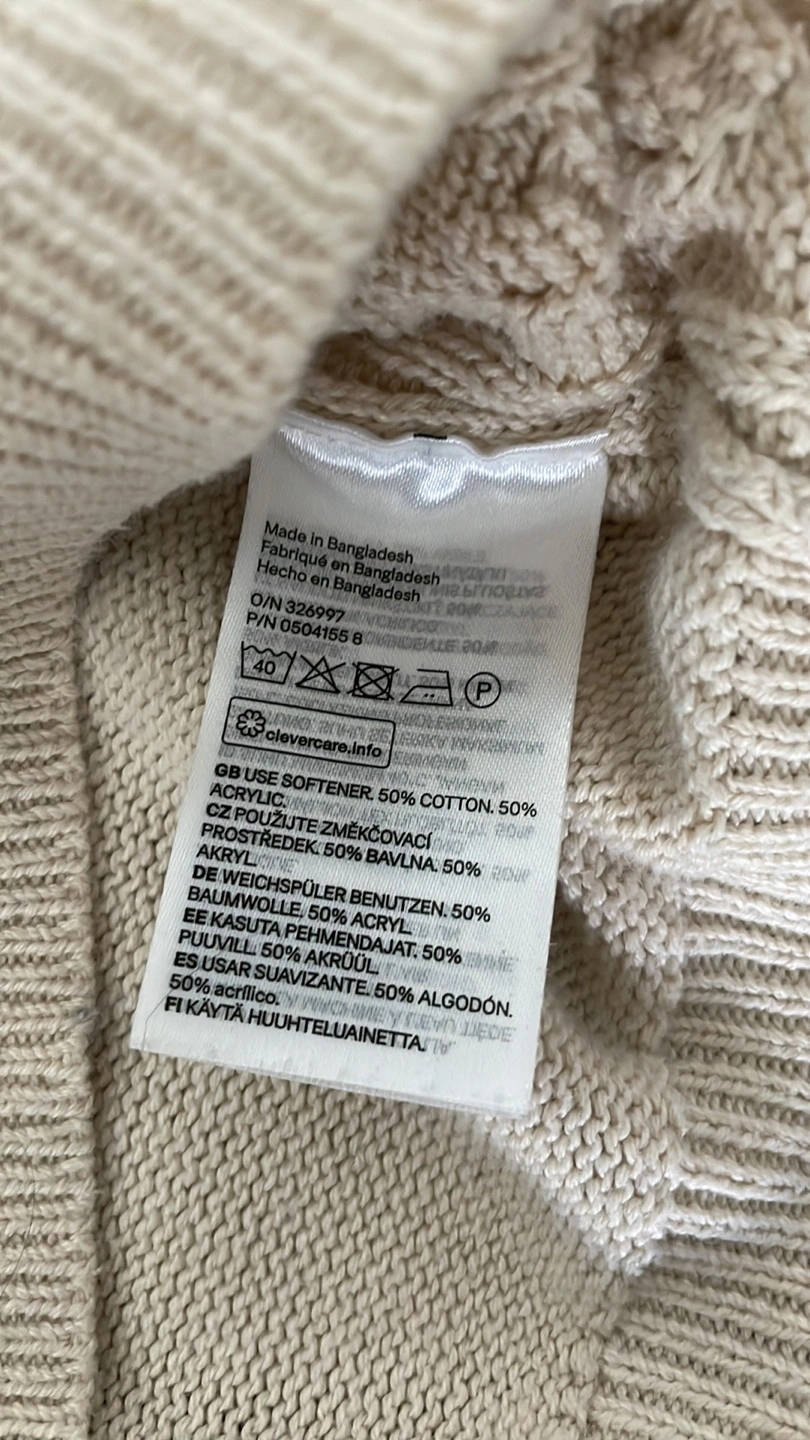 Made in Bangladesh
Fabriqué en Bangladesh
Hecho en Bangladesh
O/N 326997
P/N 0504155 8
40
P
clevercare.info
GB USE SOFTENER. 50% COTTON. 50%
ACRYLIC.
CZ POUŽIJTE ZMĚKČOVACÍ
PROSTŘEDEK. 50% BAVLNA. 50%
AKRYL.
DE WEICHSPÜLER BENUTZEN. 50%
BAUMWOLLE. 50% ACRYL.
EE KASUTA PEHMENDAJAT. 50%
PUUVILL. 50% AKRÜÜL.
ES USAR SUAVIZANTE. 50% ALGODÓN.
50% acrílico.
FI KÄYTÄ HUUHTELUAINETTA.